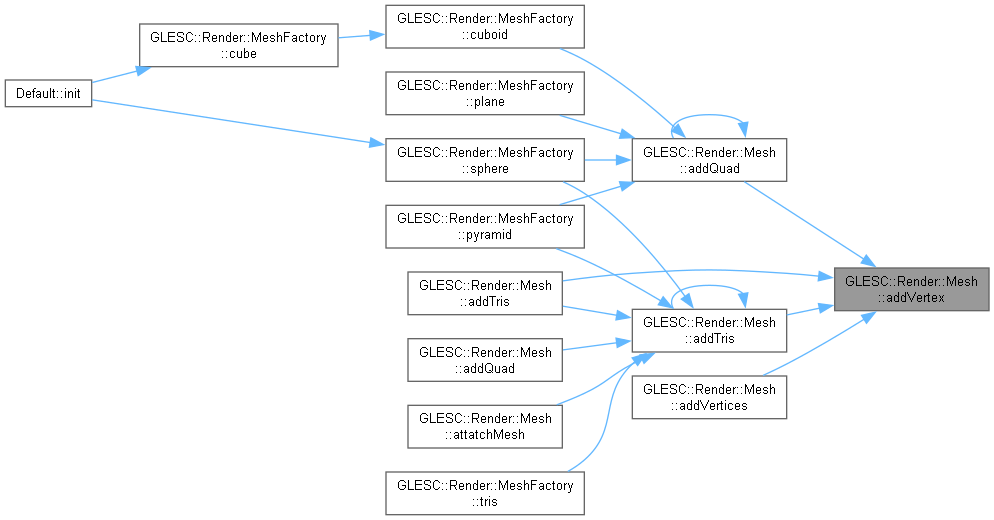 GLESC::Render::MeshFactory
::cuboid
GLESC::Render::MeshFactory
::cube
Default::init
GLESC::Render::MeshFactory
::plane
GLESC::Render::MeshFactory
::sphere
GLESC::Render::Mesh
::addQuad
GLESC::Render::MeshFactory
::pyramid
GLESC::Render::Mesh
::addVertex
GLESC::Render::Mesh
::addTris
GLESC::Render::Mesh
::addTris
GLESC::Render::Mesh
::addQuad
GLESC::Render::Mesh
::addVertices
GLESC::Render::Mesh
::attatchMesh
GLESC::Render::MeshFactory
::tris